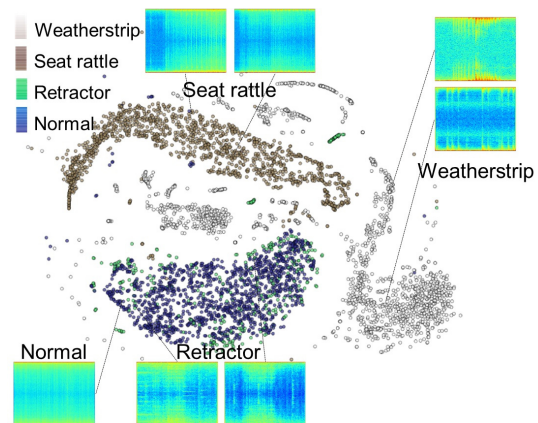 Weatherstrip
Seat rattle
Retractor
Normal
Seat rattle
Weatherstrip
Normal
Retractor